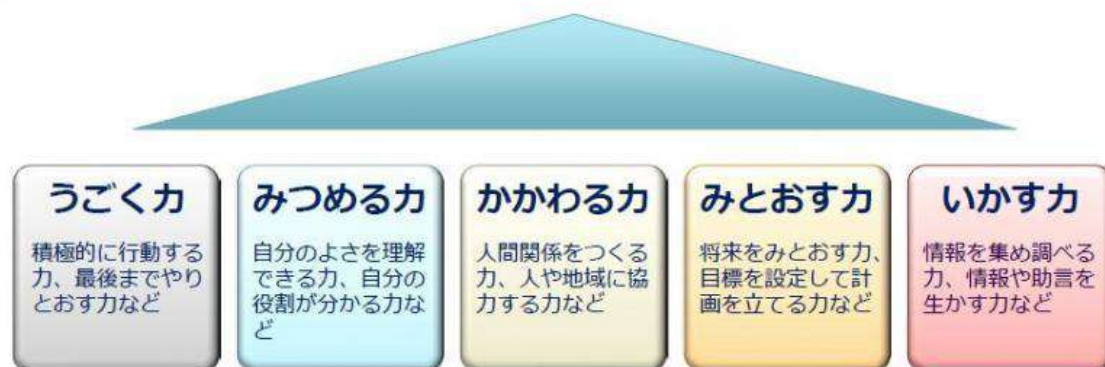 うごく力
積極的に行動する
力、最後までやり
とおす力など
みつめる力
自分のよさを理解
できる力、自分の
役割が分かる力な
ど
かかわる力
人間関係をつくる
力、人や地域に協
力する力など
みとおす力
将来をみとおす力、
目標を設定して計
画を立てる力など
いかす力
情報を集め調べる
力、情報や助言を
生かす力など